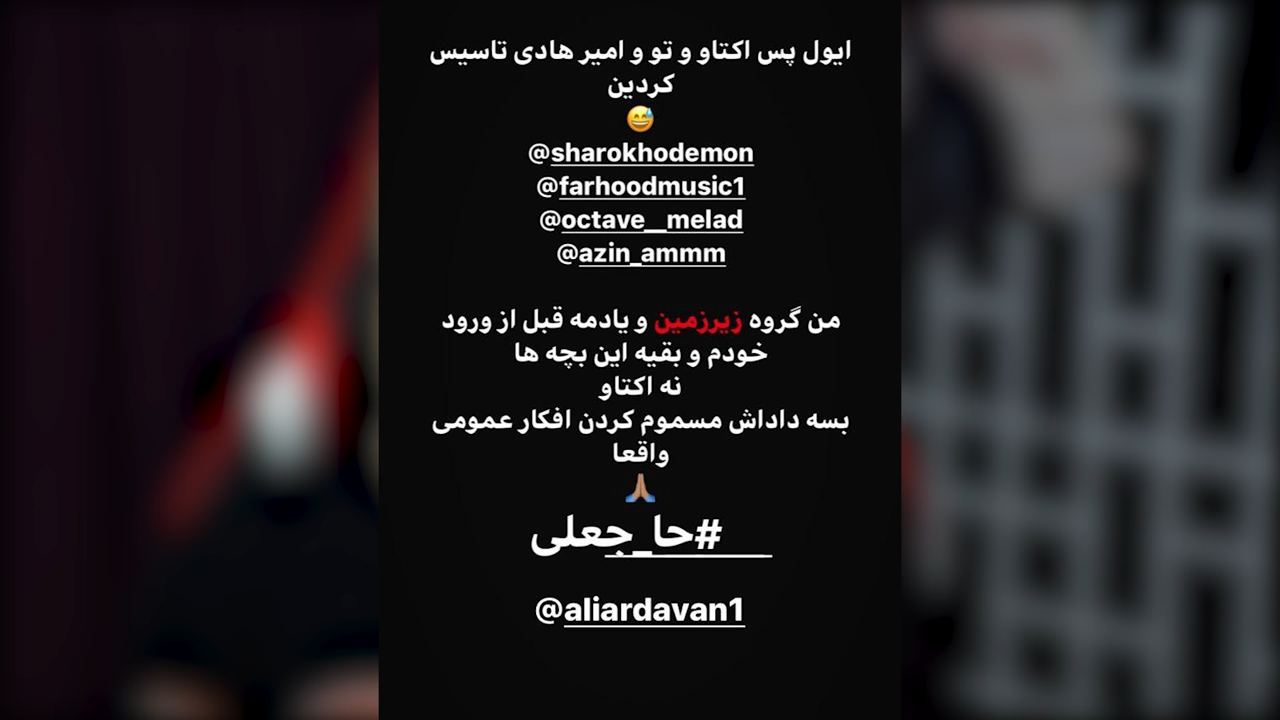 ایول پس اکتاو و تو و امیر هادی تاسیس
کردین
😅
@sharokhodemon
@farhoodmusic1
@octave__melad
@azin_ammm
من گروه زیرزمین و یادمه قبل از ورود
خودم و بقیه این بچه ها
نه اکتاو
بسه داداش مسموم کردن افکار عمومی
واقعا
🙏🏽
#حا_جعلی
@aliardavan1